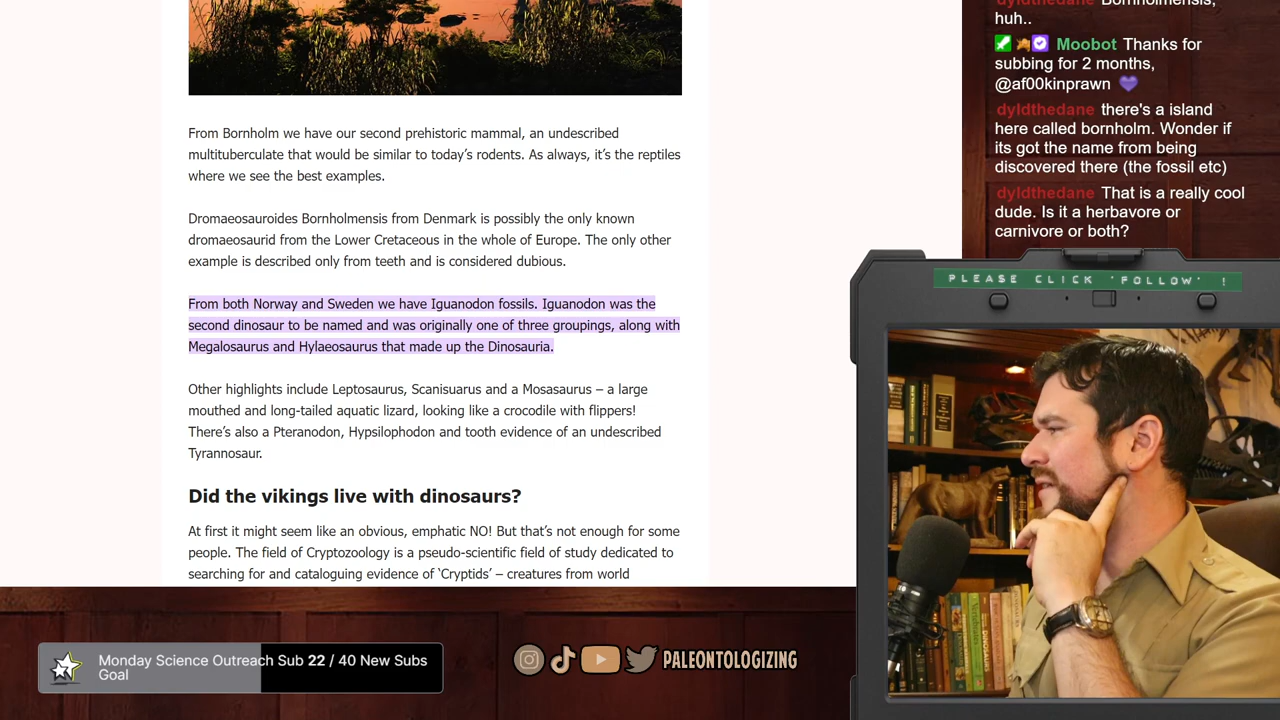 From Bornholm we have our second prehistoric mammal, an undescribed
multituberculate that would be similar to today’s rodents. As always, it’s the reptiles
where we see the best examples.
Dromaeosauroides Bornholmensis from Denmark is possibly the only known
dromaeosaurid from the Lower Cretaceous in the whole of Europe. The only other
example is described only from teeth and is considered dubious.
From both Norway and Sweden we have Iguanodon fossils. Iguanodon was the
second dinosaur to be named and was originally one of three groupings, along with
Megalosaurus and Hylaeosaurus that made up the Dinosauria.
Other highlights include Leptosaurus, Scanisuarus and a Mosasaurus – a large
mouthed and long-tailed aquatic lizard, looking like a crocodile with flippers!
There’s also a Pteranodon, Hypsilophodon and tooth evidence of an undescribed
Tyrannosaur.
Did the vikings live with dinosaurs?
At first it might seem like an obvious, emphatic NO! But that’s not enough for some
people. The field of Cryptozoology is a pseudo-scientific field of study dedicated to
searching for and cataloguing evidence of ‘Cryptids’ – creatures from world
dyldthedane Bornholmensis,
huh..
Moobot Thanks for
subbing for 2 months,
@af00kinprawn
dyldthedane there's a island
here called bornholm. Wonder if
its got the name from being
discovered there (the fossil etc)
dyldthedane That is a really cool
dude. Is it a herbavore or
carnivore or both?
PLEASE CLICK 'FOLLOW' !
Monday Science Outreach Sub 22 / 40 New Subs
Goal
PALEONTOLOGIZING